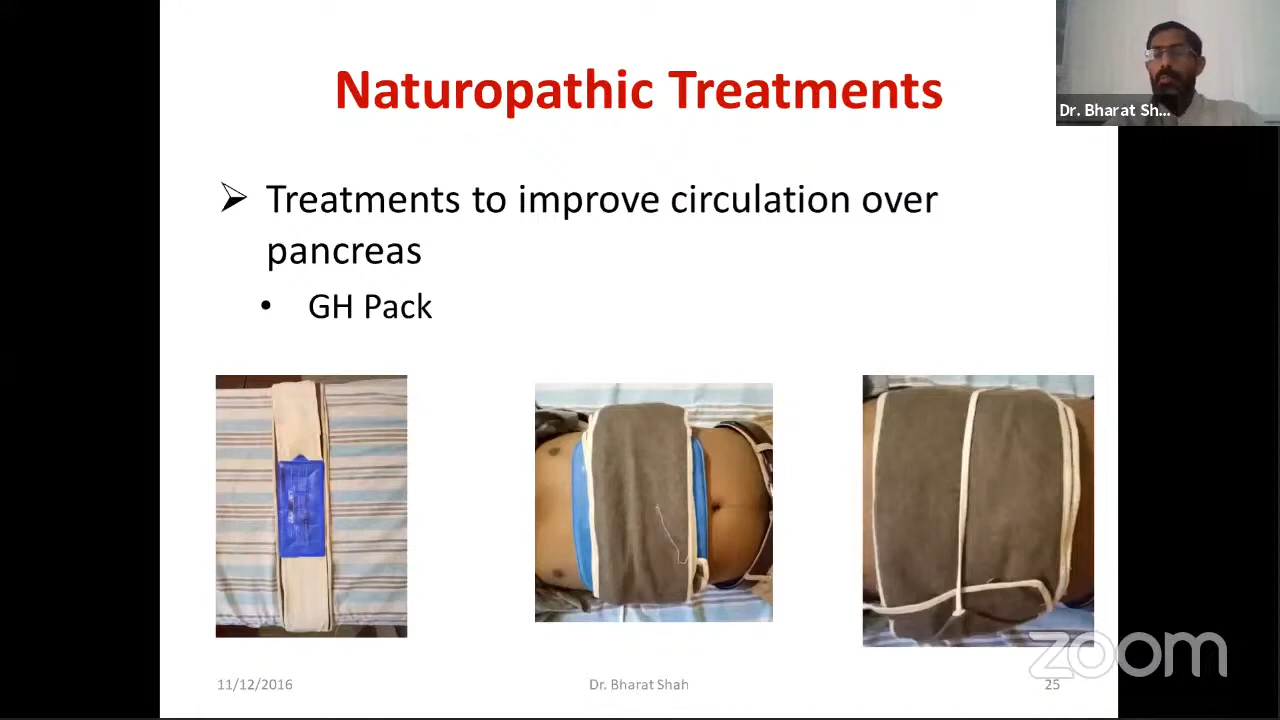 Naturopathic Treatments
Dr. Bharat Sh...
Treatments to improve circulation over
pancreas
GH Pack
zoom
11/12/2016
Dr. Bharat Shah
25